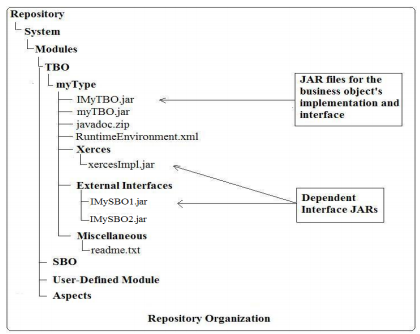 Repository
System
Modules
TBO
myType
IMyTBO.jar
myTBO.jar
javadoc.zip
RuntimeEnvironment.xml
Xerces
xercesImpl.jar
External Interfaces
IMySBO1.jar
IMySBO2.jar
Miscellaneous
readme.txt
SBO
User-Defined Module
Aspects
JAR files for the
business object's
implementation and
interface
Dependent
Interface JARs
Repository Organization